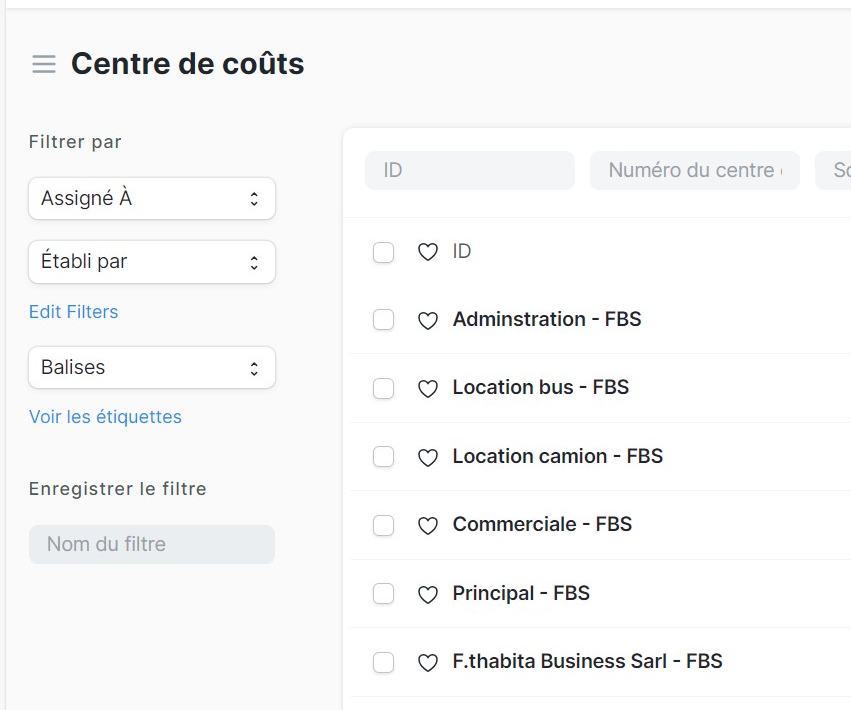 Centre de coûts
Filtrer par
Assigné À
Établi par
Edit Filters
Balises
Voir les étiquettes
Enregistrer le filtre
Nom du filtre
ID
Numéro du centre
ID
Adminstration - FBS
Location bus - FBS
Location camion - FBS
Commerciale - FBS
Principal - FBS
F.thabita Business Sarl - FBS